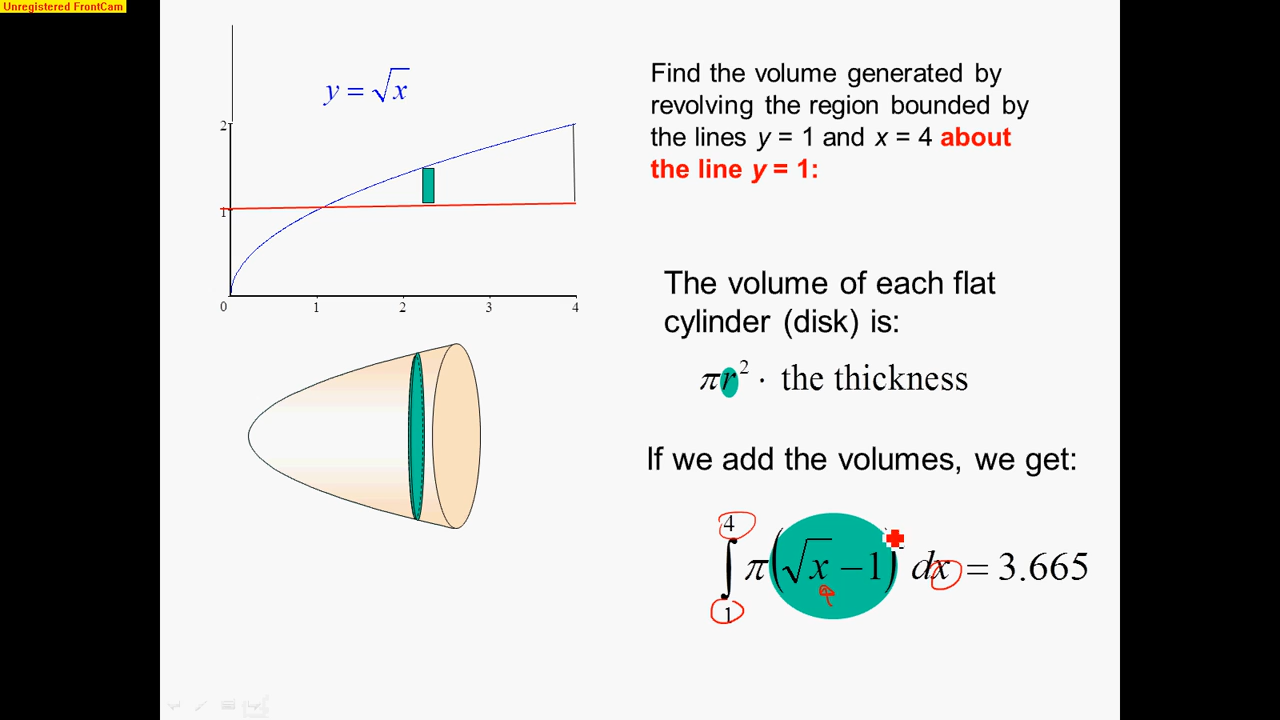 Unregistered FrontCam
y = √x
Find the volume generated by
revolving the region bounded by
the lines y = 1 and x = 4 about
the line y = 1:
2
1
0 1 2 3 4
The volume of each flat
cylinder (disk) is:
πr² · the thickness
If we add the volumes, we get:
∫₁⁴ π(√x − 1)² dx = 3.665